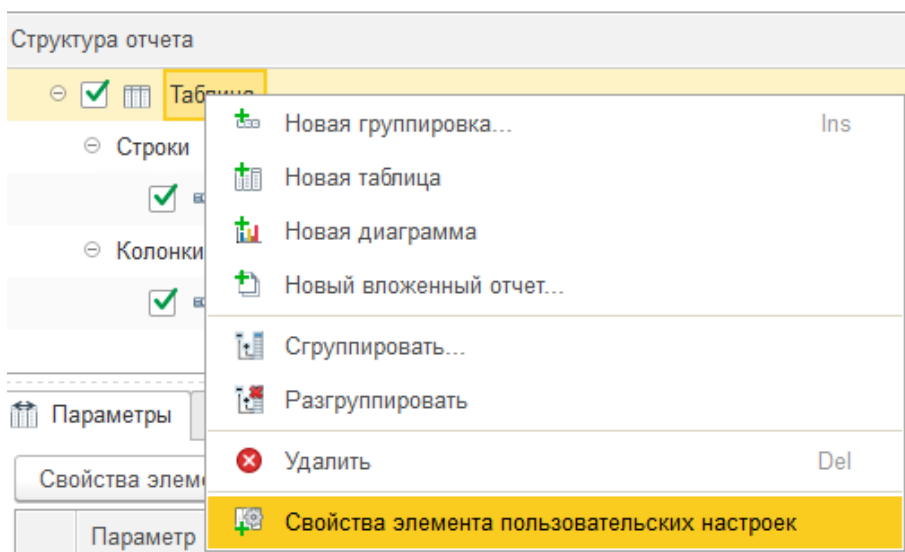 Структура отчета
Новая группировка... Ins
Строки
Новая таблица
Новая диаграмма
Колонки
Новый вложенный отчет...
Сгруппировать...
Параметры
Разгруппировать
Удалить Del
Свойства
Свойства элемента пользовательских настроек
Параметр